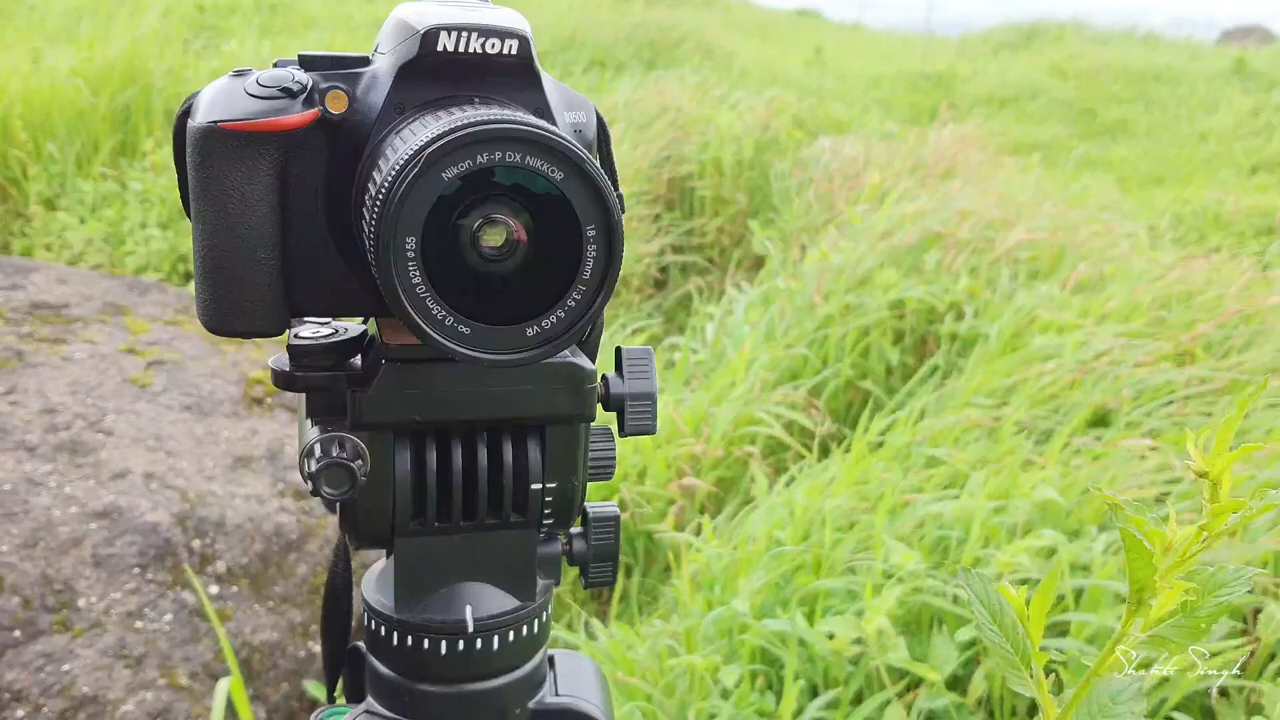 Nikon
D3500
Nikon AF-P DX NIKKOR
18-55mm 1:3.5-5.6G VR
∞-0.25m/0.82ft ⌀55
Shakti Singh